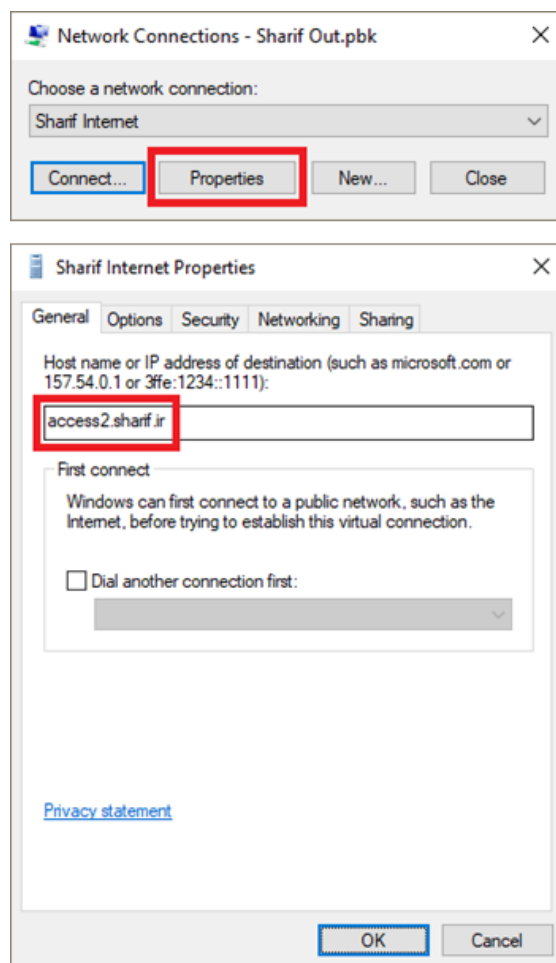 Network Connections - Sharif Out.pbk
Choose a network connection:
Sharif Internet
Connect... Properties New... Close
Sharif Internet Properties
General Options Security Networking Sharing
Host name or IP address of destination (such as microsoft.com or
157.54.0.1 or 3ffe:1234::1111):
access2.sharif.ir
First connect
Windows can first connect to a public network, such as the
Internet, before trying to establish this virtual connection.
Dial another connection first:
Privacy statement
OK Cancel